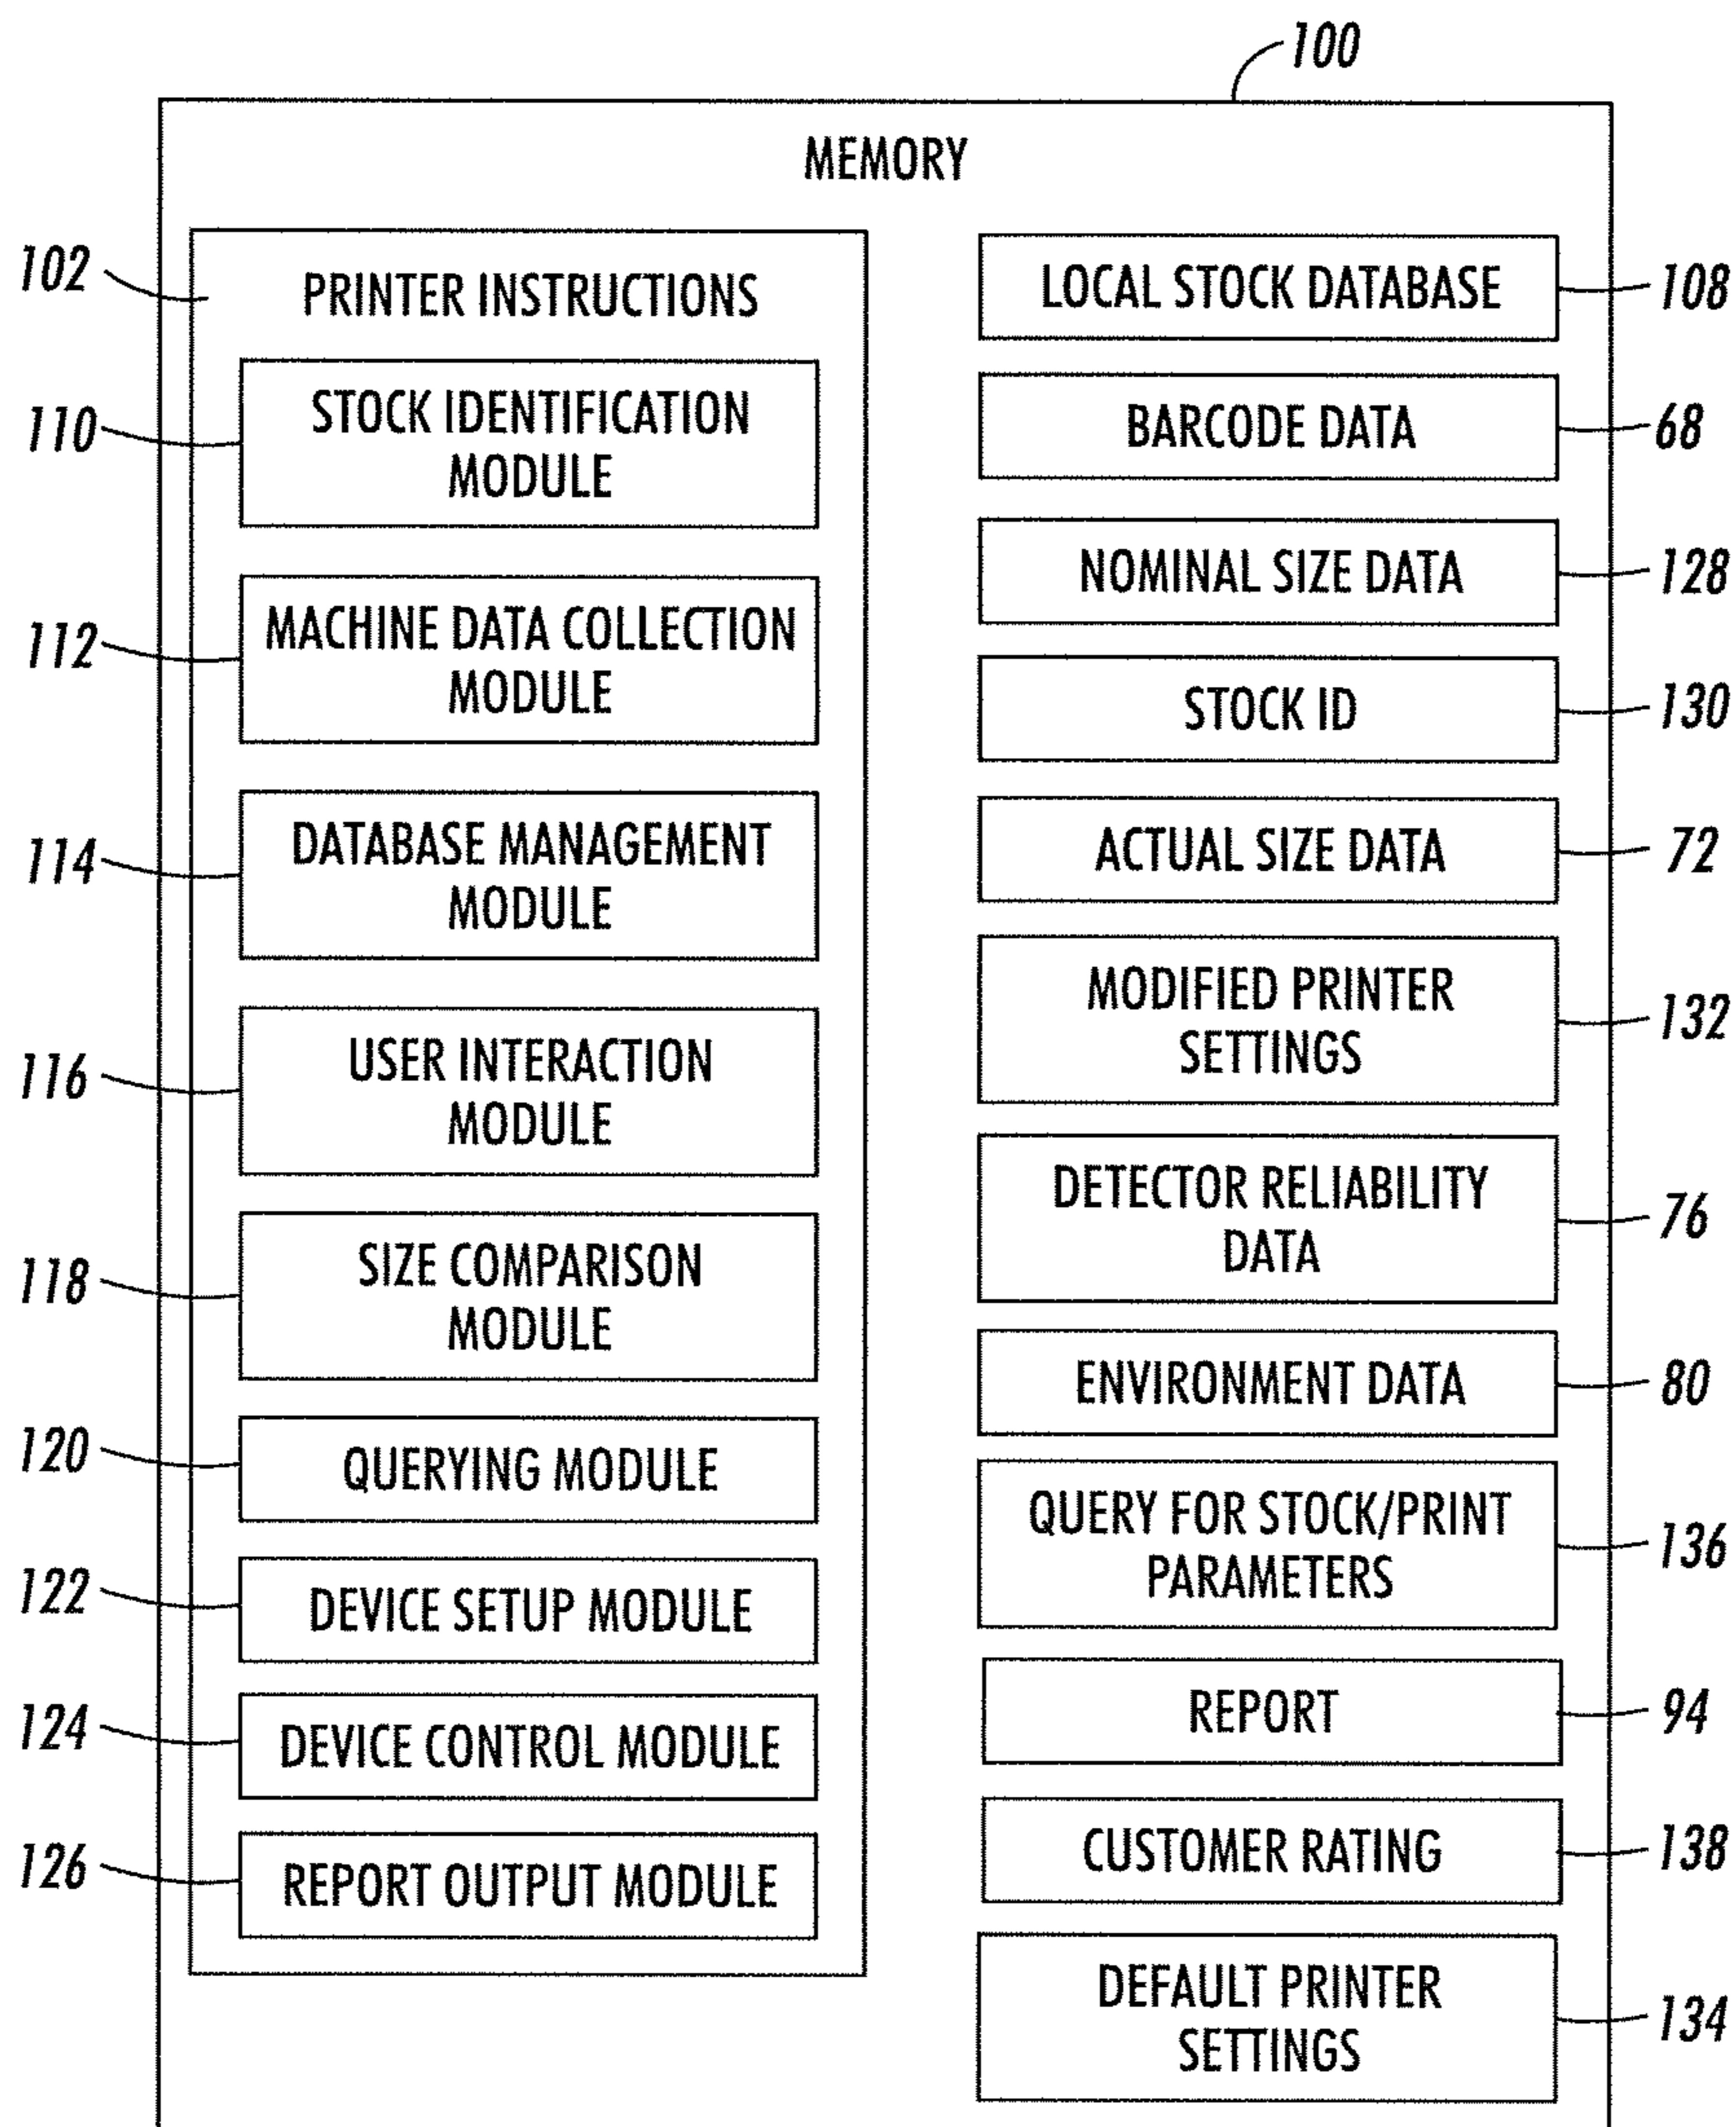 100
MEMORY
102
PRINTER INSTRUCTIONS
110
STOCK IDENTIFICATION
MODULE
112
MACHINE DATA COLLECTION
MODULE
114
DATABASE MANAGEMENT
MODULE
116
USER INTERACTION
MODULE
118
SIZE COMPARISON
MODULE
120
QUERYING MODULE
122
DEVICE SETUP MODULE
124
DEVICE CONTROL MODULE
126
REPORT OUTPUT MODULE
LOCAL STOCK DATABASE
108
BARCODE DATA
68
NOMINAL SIZE DATA
128
STOCK ID
130
ACTUAL SIZE DATA
72
MODIFIED PRINTER
SETTINGS
132
DETECTOR RELIABILITY
DATA
76
ENVIRONMENT DATA
80
QUERY FOR STOCK/PRINT
PARAMETERS
136
REPORT
94
CUSTOMER RATING
138
DEFAULT PRINTER
SETTINGS
134